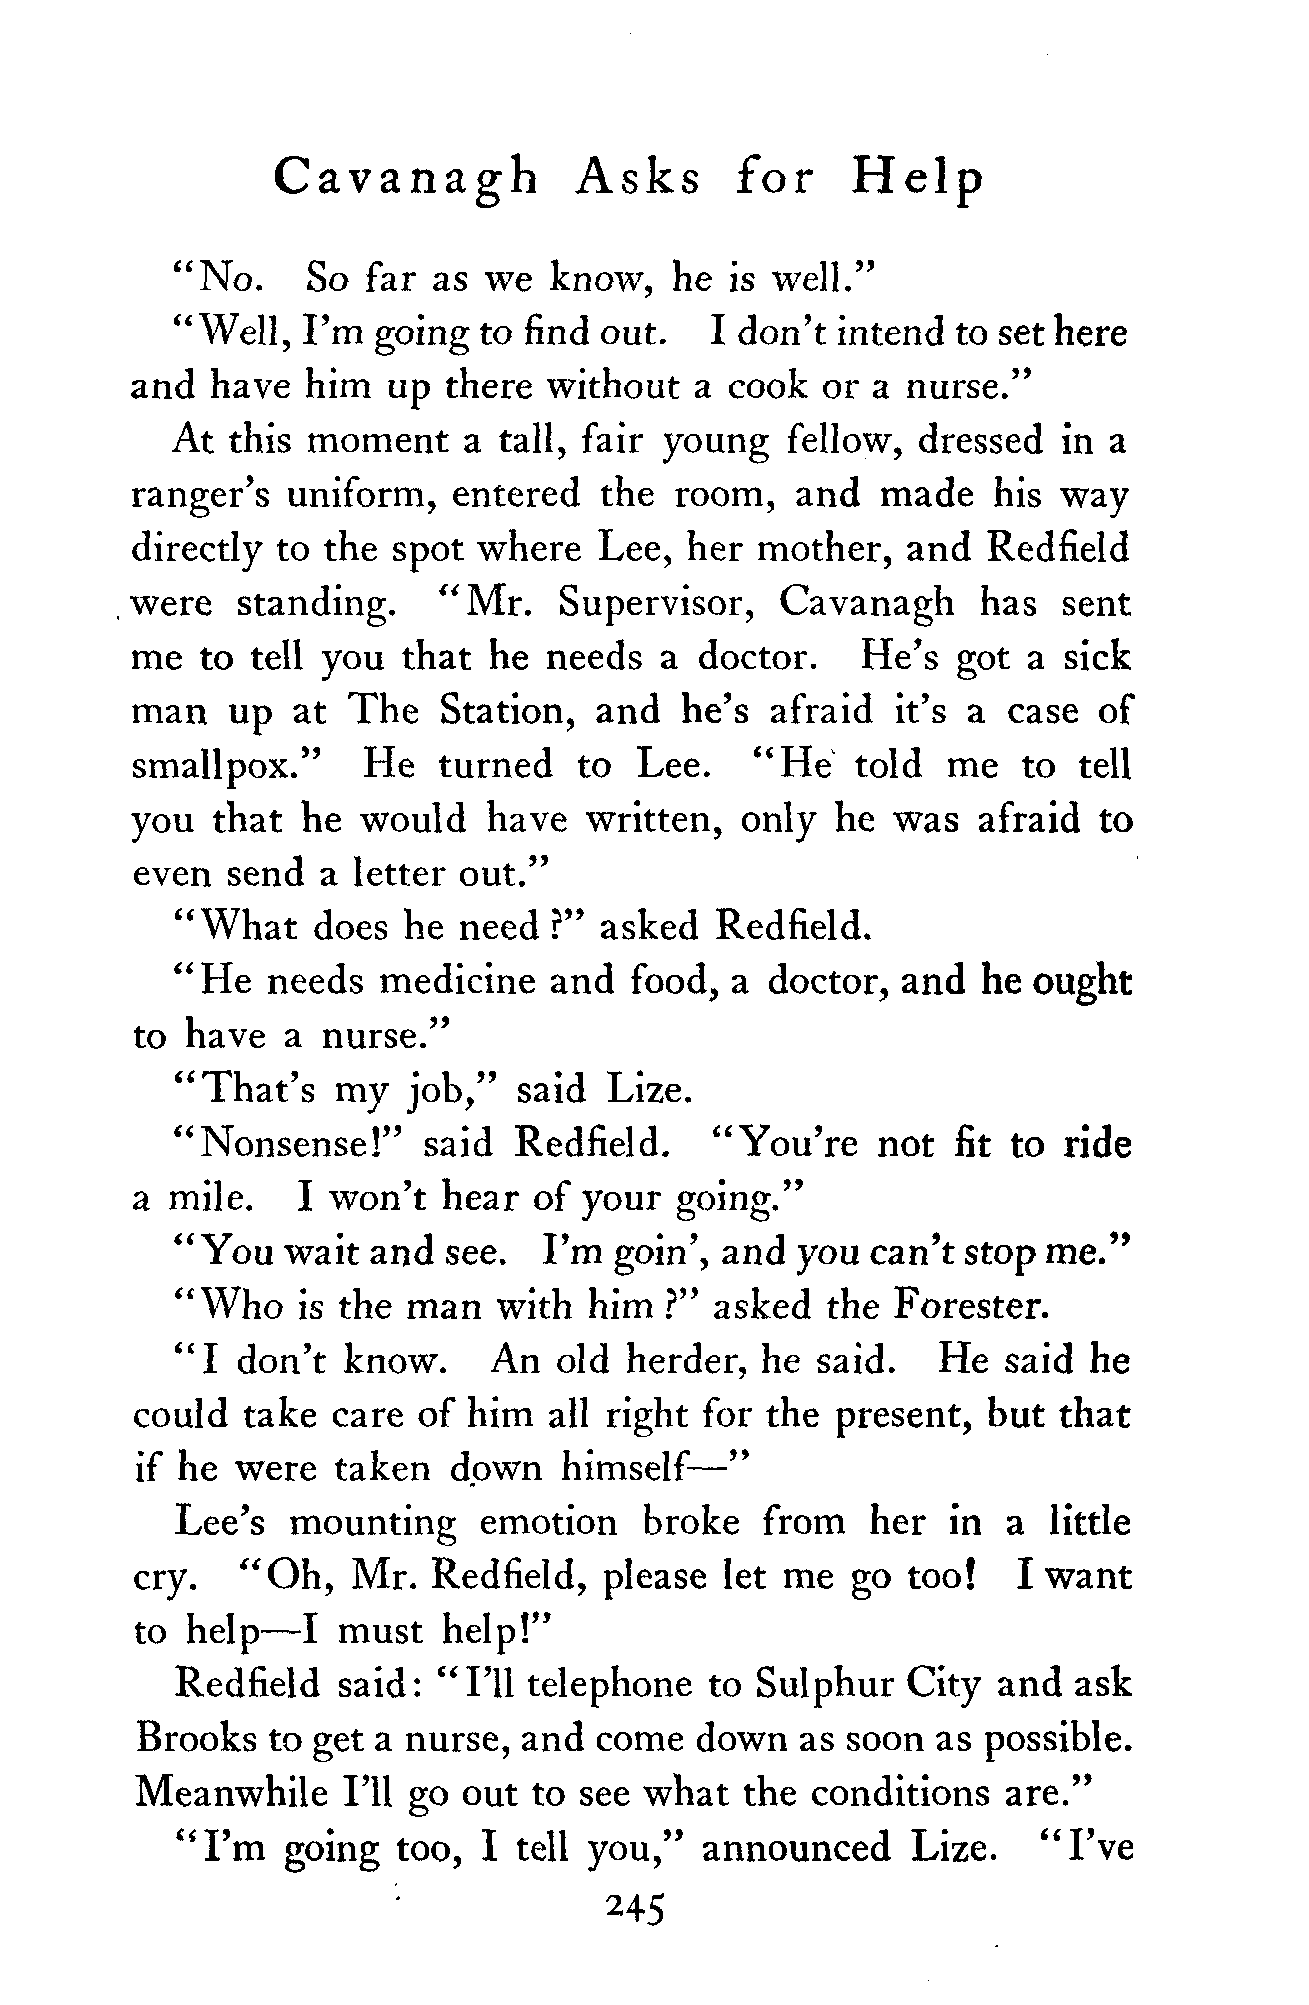 Cavanagh Asks for Help
"No. So far as we know, he is well."
"Well, I'm going to find out. I don't intend to set here
and have him up there without a cook or a nurse."
At this moment a tall, fair young fellow, dressed in a
ranger's uniform, entered the room, and made his way
directly to the spot where Lee, her mother, and Redfield
were standing. "Mr. Supervisor, Cavanagh has sent
me to tell you that he needs a doctor. He's got a sick
man up at The Station, and he's afraid it's a case of
smallpox." He turned to Lee. "He told me to tell
you that he would have written, only he was afraid to
even send a letter out."
"What does he need?" asked Redfield.
"He needs medicine and food, a doctor, and he ought
to have a nurse."
"That's my job," said Lize.
"Nonsense!" said Redfield. "You're not fit to ride
a mile. I won't hear of your going."
"You wait and see. I'm goin', and you can't stop me."
"Who is the man with him?" asked the Forester.
"I don't know. An old herder, he said. He said he
could take care of him all right for the present, but that
if he were taken down himself—"
Lee's mounting emotion broke from her in a little
cry. "Oh, Mr. Redfield, please let me go too! I want
to help—I must help!"
Redfield said: "I'll telephone to Sulphur City and ask
Brooks to get a nurse, and come down as soon as possible.
Meanwhile I'll go out to see what the conditions are."
"I'm going too, I tell you," announced Lize. "I've
245